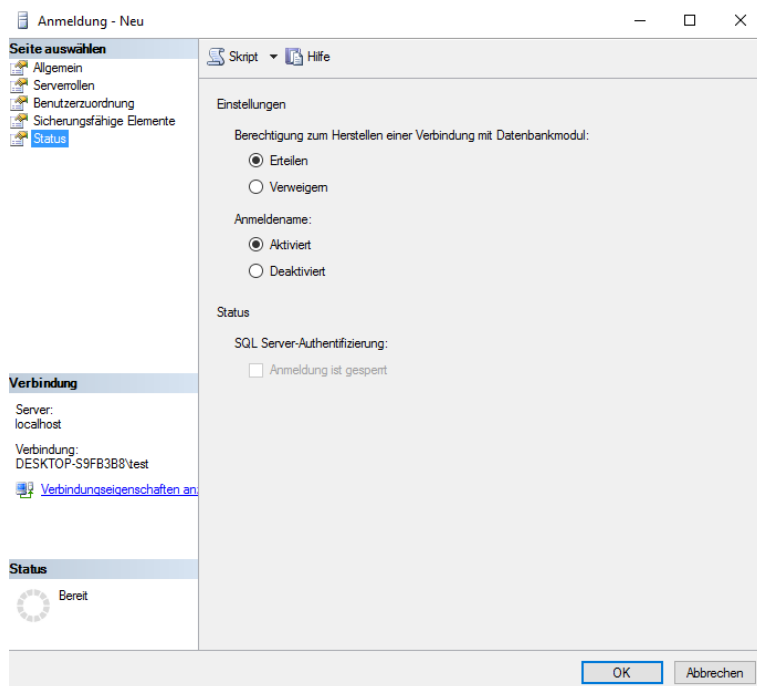 Anmeldung - Neu
Seite auswählen
Allgemein
Serverrollen
Benutzerzuordnung
Sicherungsfähige Elemente
Status
Skript
Hilfe
Einstellungen
Berechtigung zum Herstellen einer Verbindung mit Datenbankmodul:
Erteilen
Verweigern
Anmeldename:
Aktiviert
Deaktiviert
Status
SQL Server-Authentifizierung:
Anmeldung ist gesperrt
Verbindung
Server:
localhost
Verbindung:
DESKTOP-S9FB3B8\test
Verbindungseigenschaften an
Status
Bereit
OK
Abbrechen